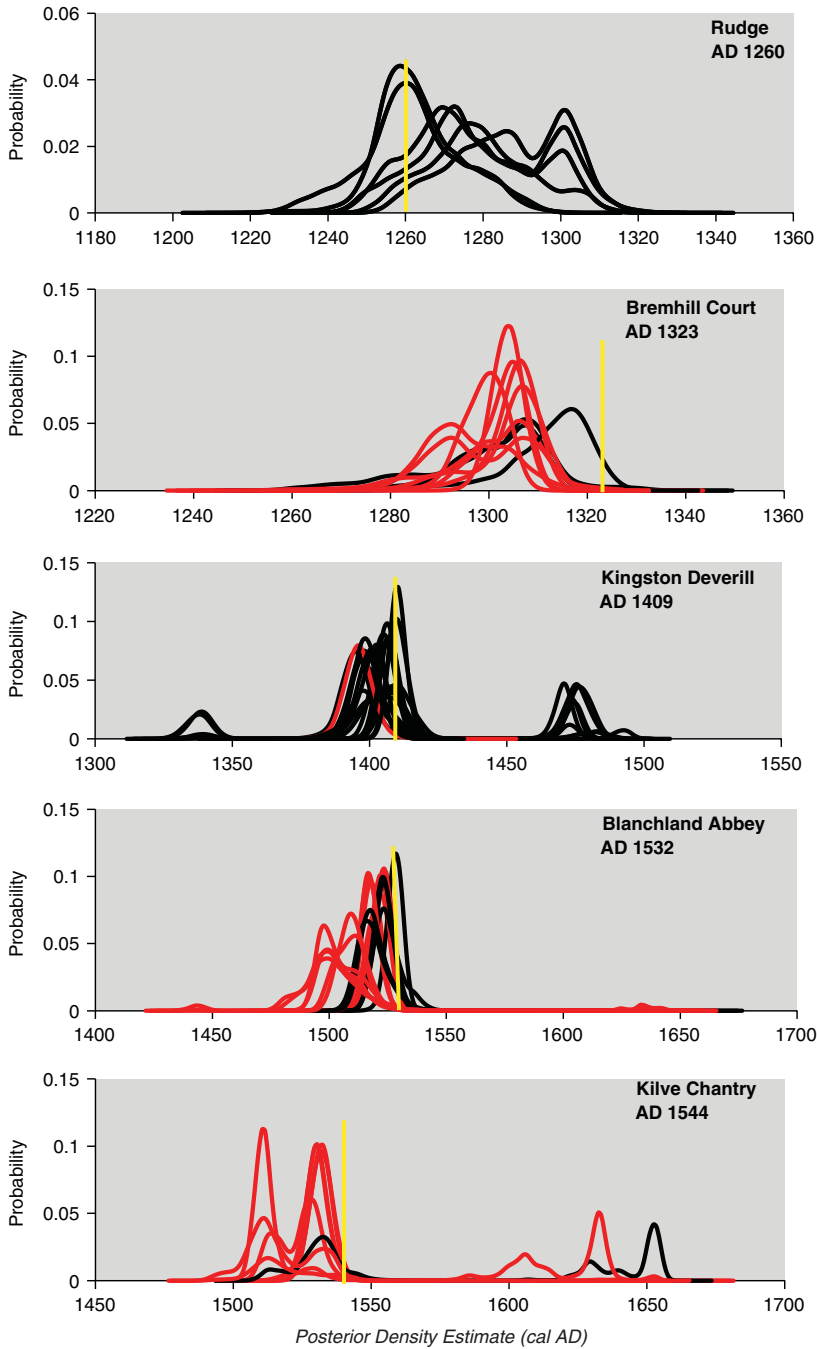 0.06
0.04
0.02
0
Probability
Rudge
AD 1260
1180 1200 1220 1240 1260 1280 1300 1320 1340 1360
0.15
0.1
0.05
0
Probability
Bremhill Court
AD 1323
1220 1240 1260 1280 1300 1320 1340 1360
0.15
0.1
0.05
0
Probability
Kingston Deverill
AD 1409
1300 1350 1400 1450 1500 1550
0.15
0.1
0.05
0
Probability
Blanchland Abbey
AD 1532
1400 1450 1500 1550 1600 1650 1700
0.15
0.1
0.05
0
Probability
Kilve Chantry
AD 1544
1450 1500 1550 1600 1650 1700
Posterior Density Estimate (cal AD)